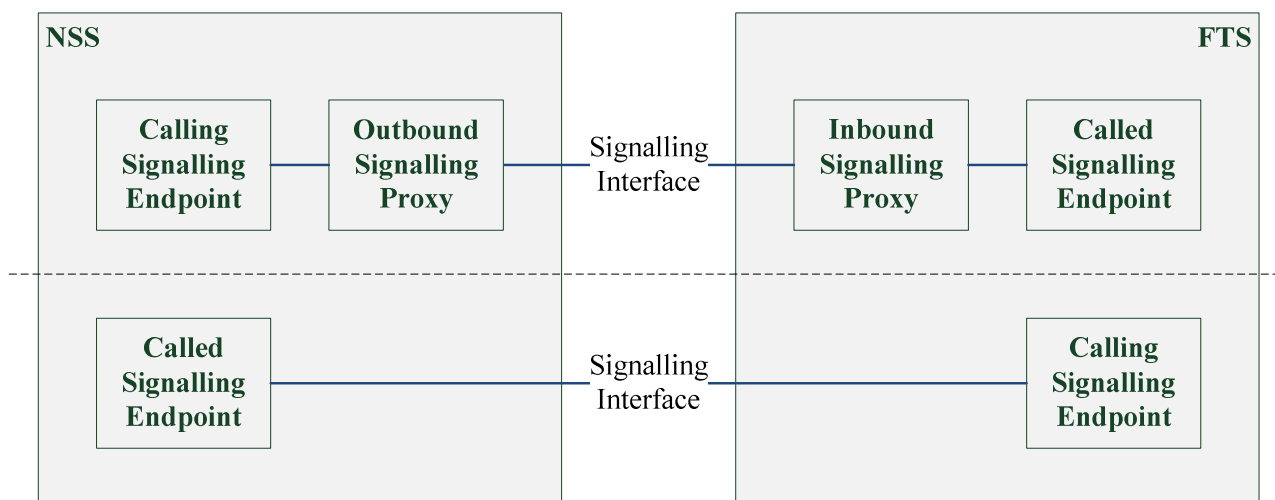 NSS
FTS
Calling
Signalling
Endpoint
Outbound
Signalling
Proxy
Signalling
Interface
Inbound
Signalling
Proxy
Called
Signalling
Endpoint
Called
Signalling
Endpoint
Signalling
Interface
Calling
Signalling
Endpoint